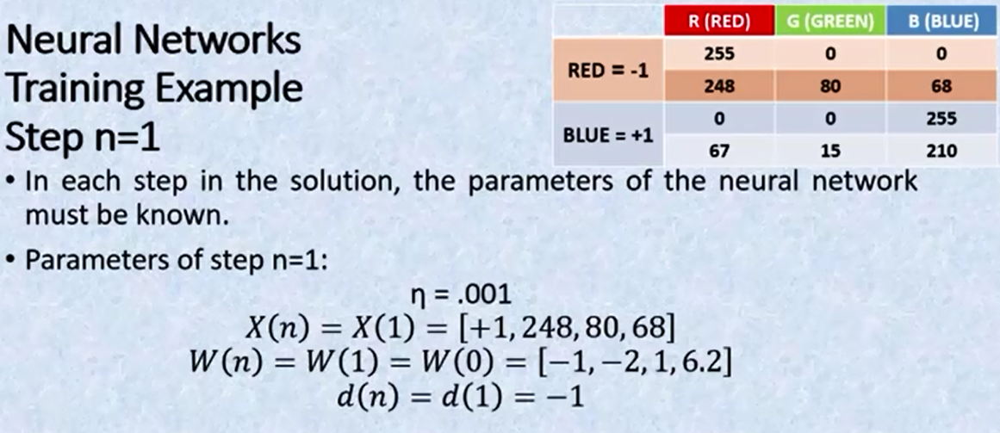 Neural Networks
Training Example
Step n=1
R (RED) G (GREEN) B (BLUE)
RED = -1
255 0 0
248 80 68
BLUE = +1
0 0 255
67 15 210
• In each step in the solution, the parameters of the neural network
must be known.
• Parameters of step n=1:
η = .001
X(n) = X(1) = [+1, 248, 80, 68]
W(n) = W(1) = W(0) = [−1, −2, 1, 6.2]
d(n) = d(1) = −1